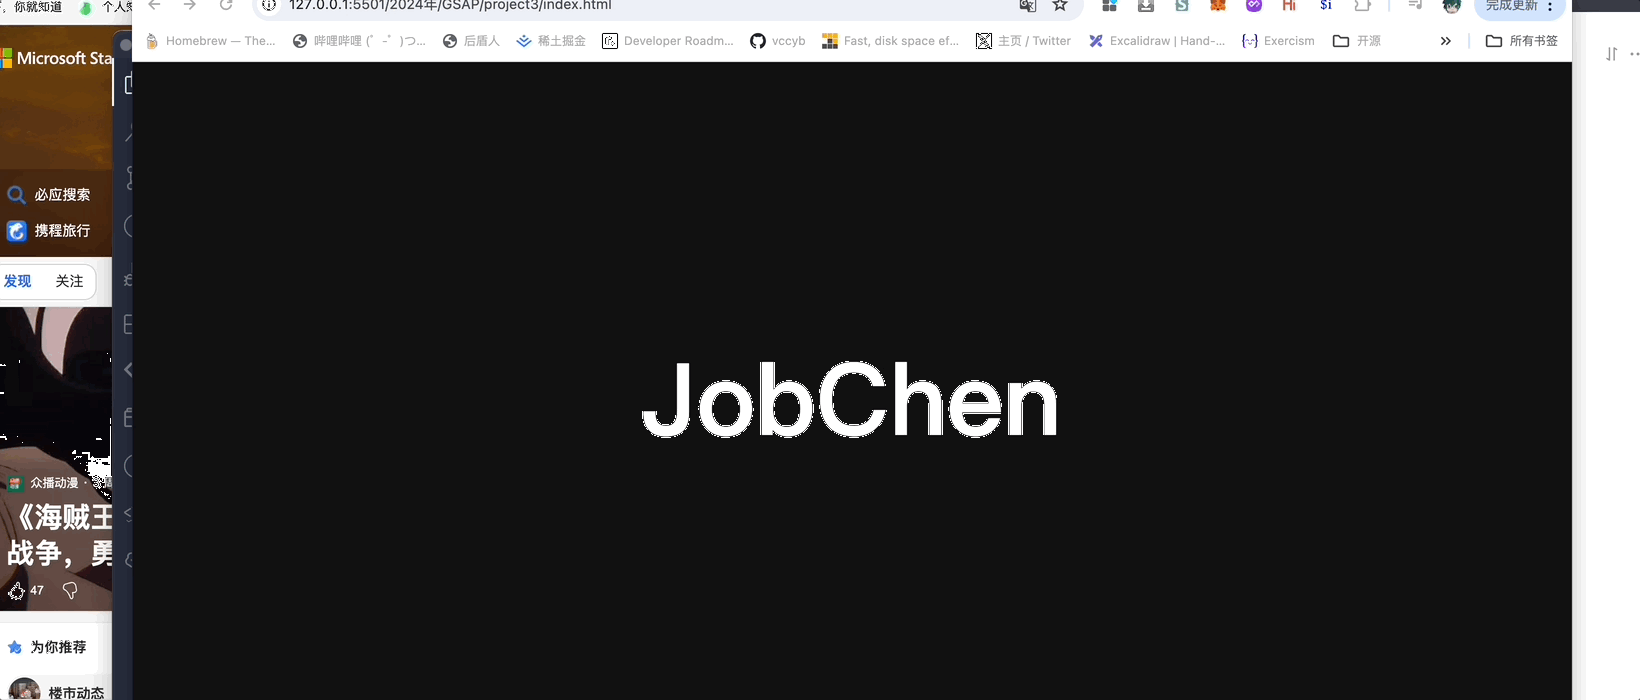 ，你就知道
个人
127.0.0.1:5501/2024年/GSAP/project3/index.html
完成更新
Homebrew — The...
哔哩哔哩 (゜-゜)つ...
后盾人
稀土掘金
Developer Roadm...
vccyb
Fast, disk space ef...
主页 / Twitter
Excalidraw | Hand-...
Exercism
开源
所有书签
Microsoft Sta
必应搜索
携程旅行
发现
关注
JobChen
众播动漫 ·
《海贼王
战争，勇
47
为你推荐
楼市动态